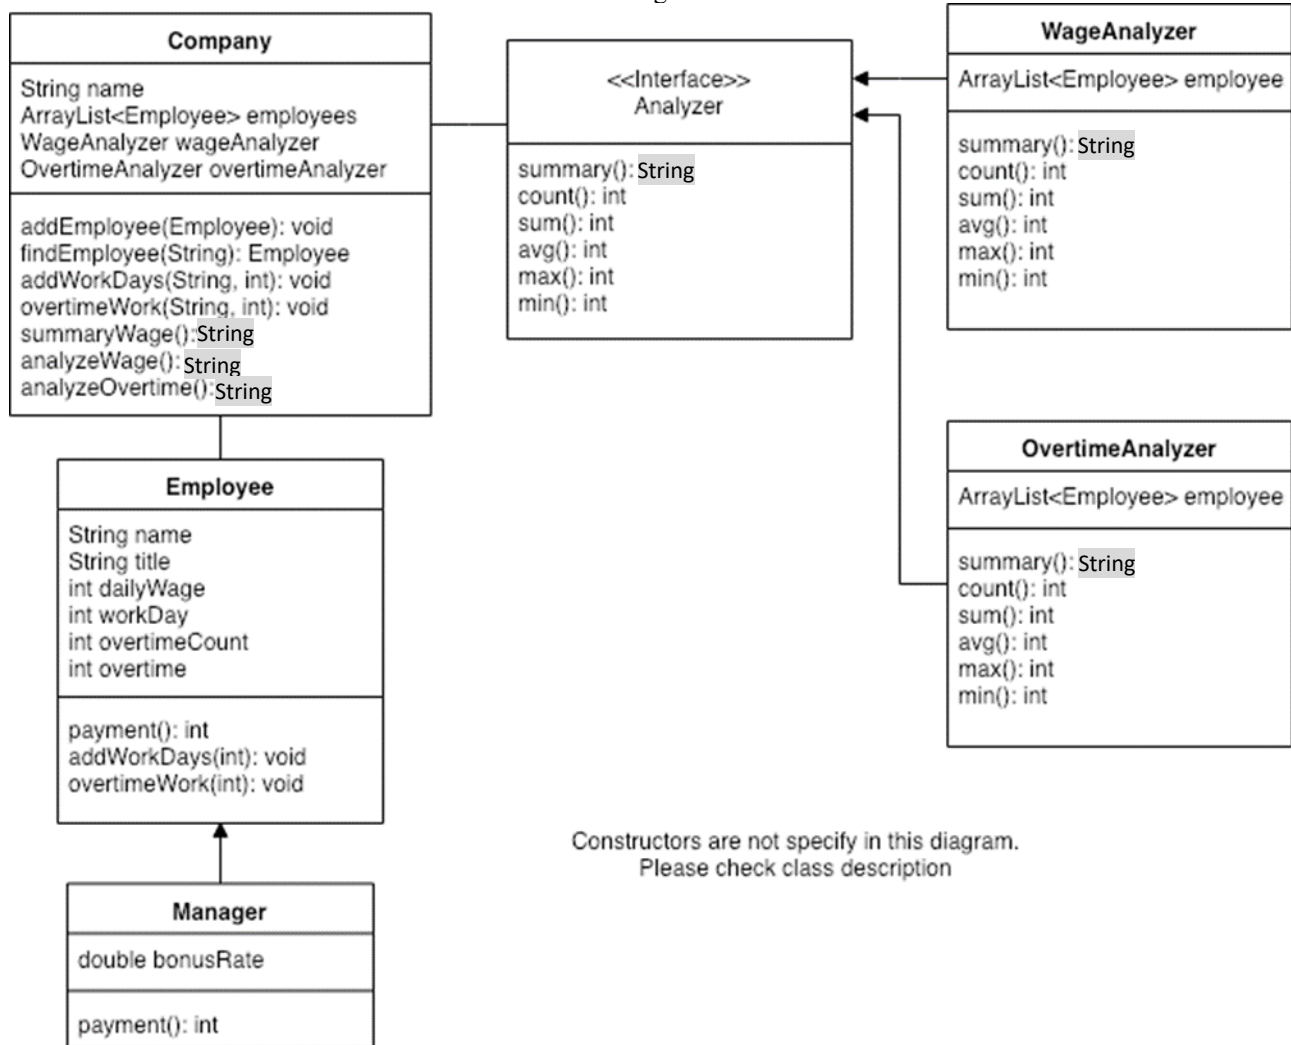 Company
String name
ArrayList<Employee> employees
WageAnalyzer wageAnalyzer
OvertimeAnalyzer overtimeAnalyzer
addEmployee(Employee): void
findEmployee(String): Employee
addWorkDays(String, int): void
overtimeWork(String, int): void
summaryWage():String
analyzeWage(): String
analyzeOvertime():String
<<Interface>>
Analyzer
summary(): String
count(): int
sum(): int
avg(): int
max(): int
min(): int
WageAnalyzer
ArrayList<Employee> employee
summary(): String
count(): int
sum(): int
avg(): int
max(): int
min(): int
OvertimeAnalyzer
ArrayList<Employee> employee
summary(): String
count(): int
sum(): int
avg(): int
max(): int
min(): int
Employee
String name
String title
int dailyWage
int workDay
int overtimeCount
int overtime
payment(): int
addWorkDays(int): void
overtimeWork(int): void
Manager
double bonusRate
payment(): int
Constructors are not specify in this diagram.
Please check class description